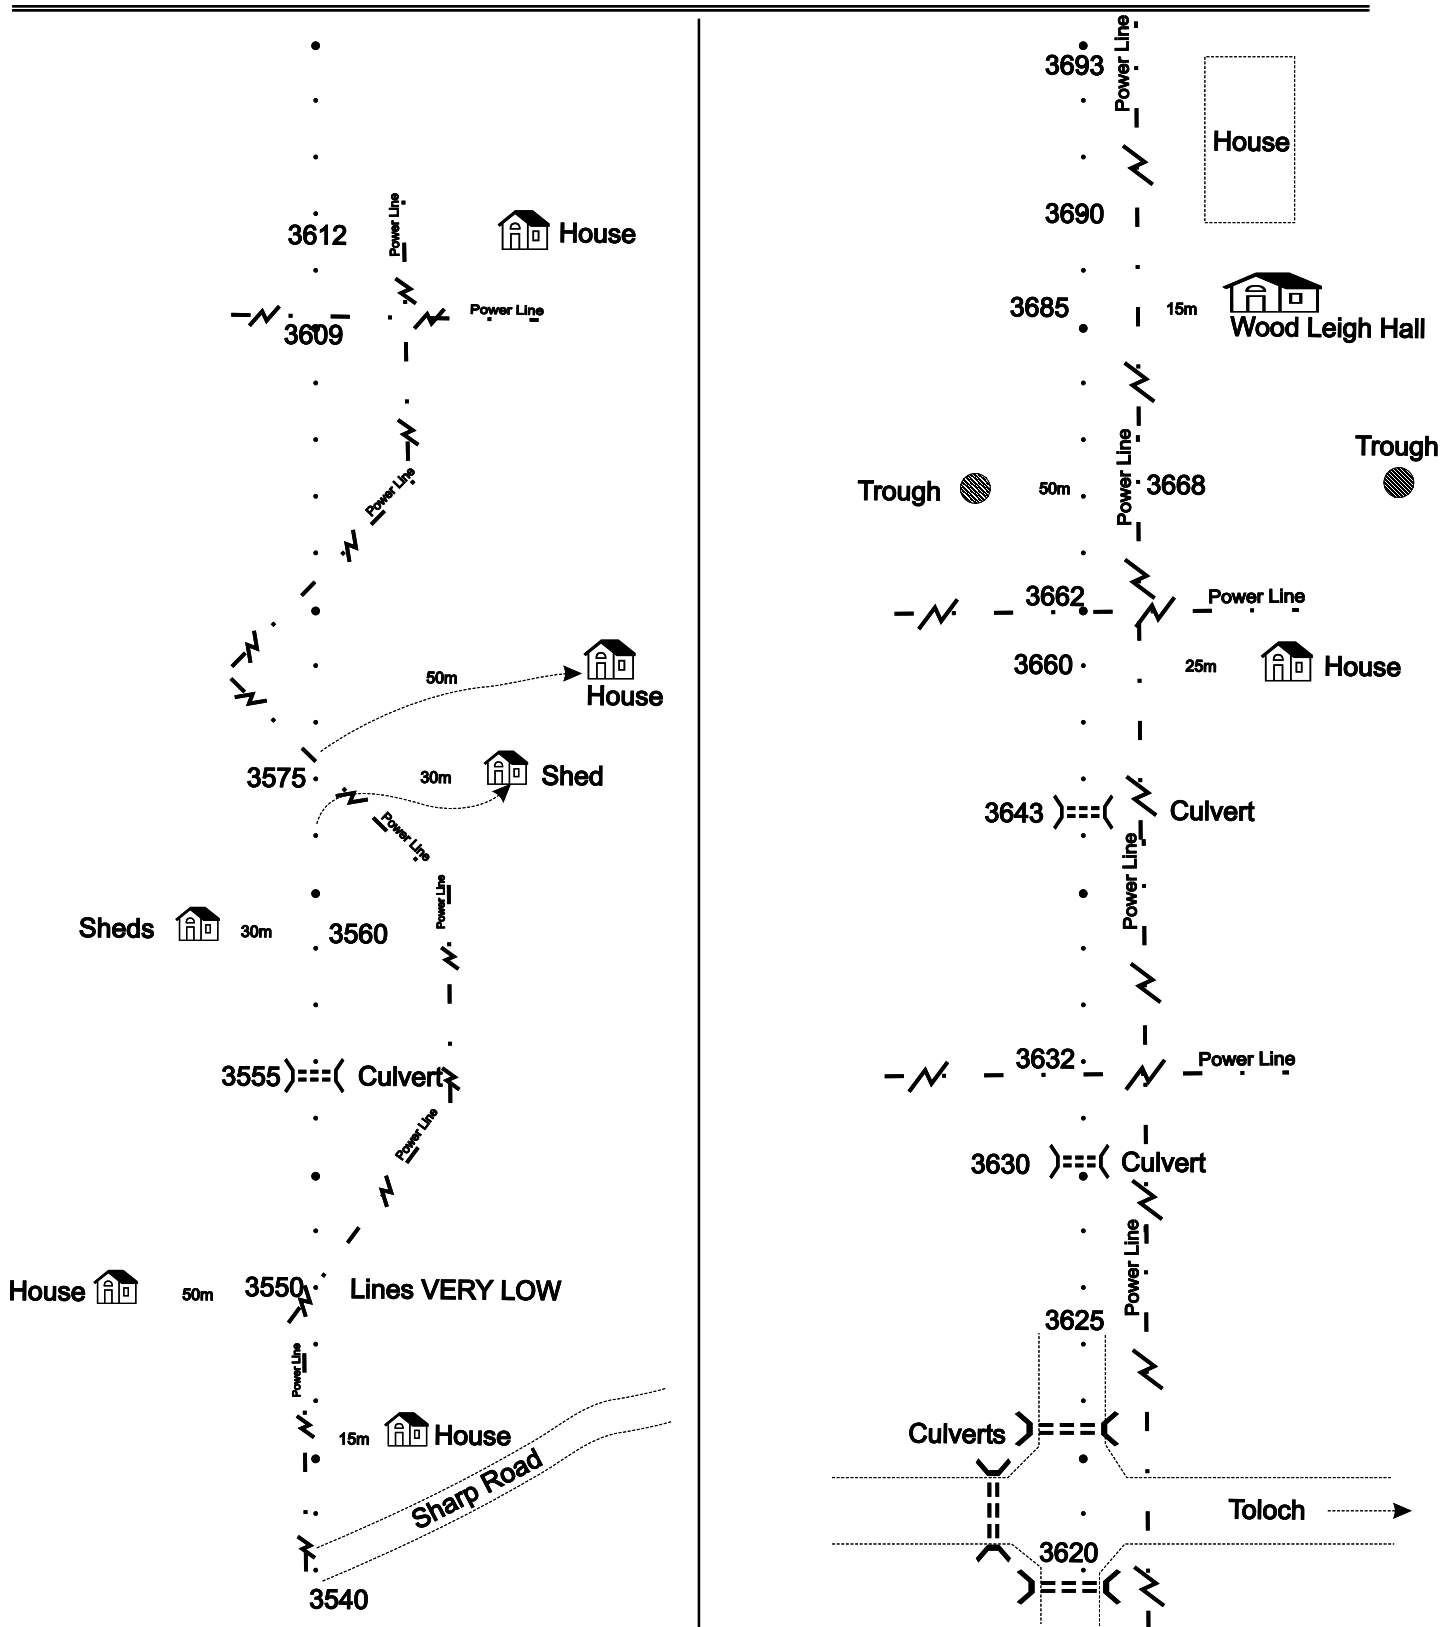 3612
Power Line
House
Power Line
3609
Power Line
50m
House
3575
30m
Shed
Power Line
Power Line
Sheds
30m
3560
3555
Culvert
Power Line
House
50m
3550
Lines VERY LOW
Power Line
15m
House
Sharp Road
3540
Power Line
3693
House
3690
3685
15m
Wood Leigh Hall
Trough
Power Line
Trough
50m
3668
3662
Power Line
3660
25m
House
3643
Culvert
Power Line
3632
Power Line
3630
Culvert
Power Line
3625
Culverts
Toloch
3620